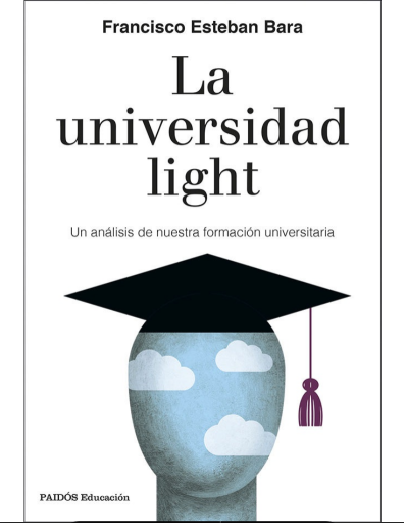 Francisco Esteban Bara
La
universidad
light
Un análisis de nuestra formación universitaria
PAIDÓS Educación